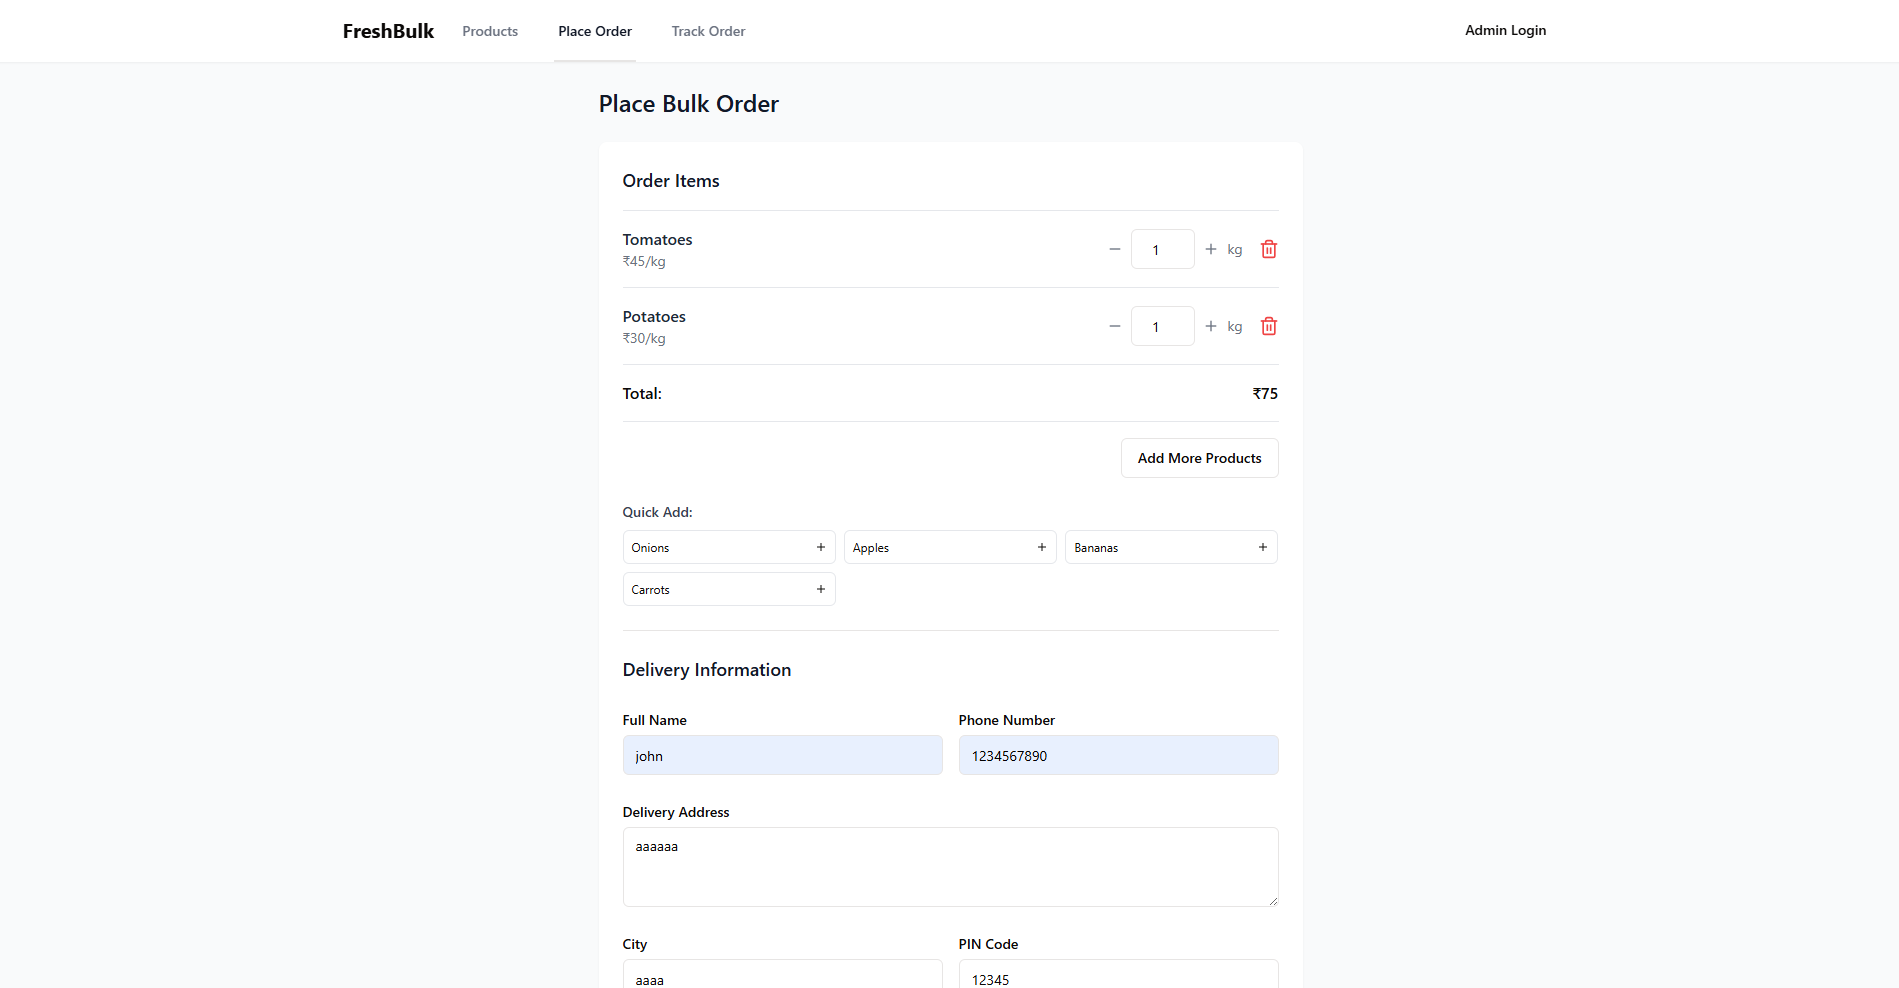 FreshBulk Products Place Order Track Order Admin Login
Place Bulk Order
Order Items
Tomatoes
₹45/kg
1 kg
Potatoes
₹30/kg
1 kg
Total: ₹75
Add More Products
Quick Add:
Onions + Apples + Bananas +
Carrots +
Delivery Information
Full Name Phone Number
john 1234567890
Delivery Address
aaaaaa
City PIN Code
aaaa 12345